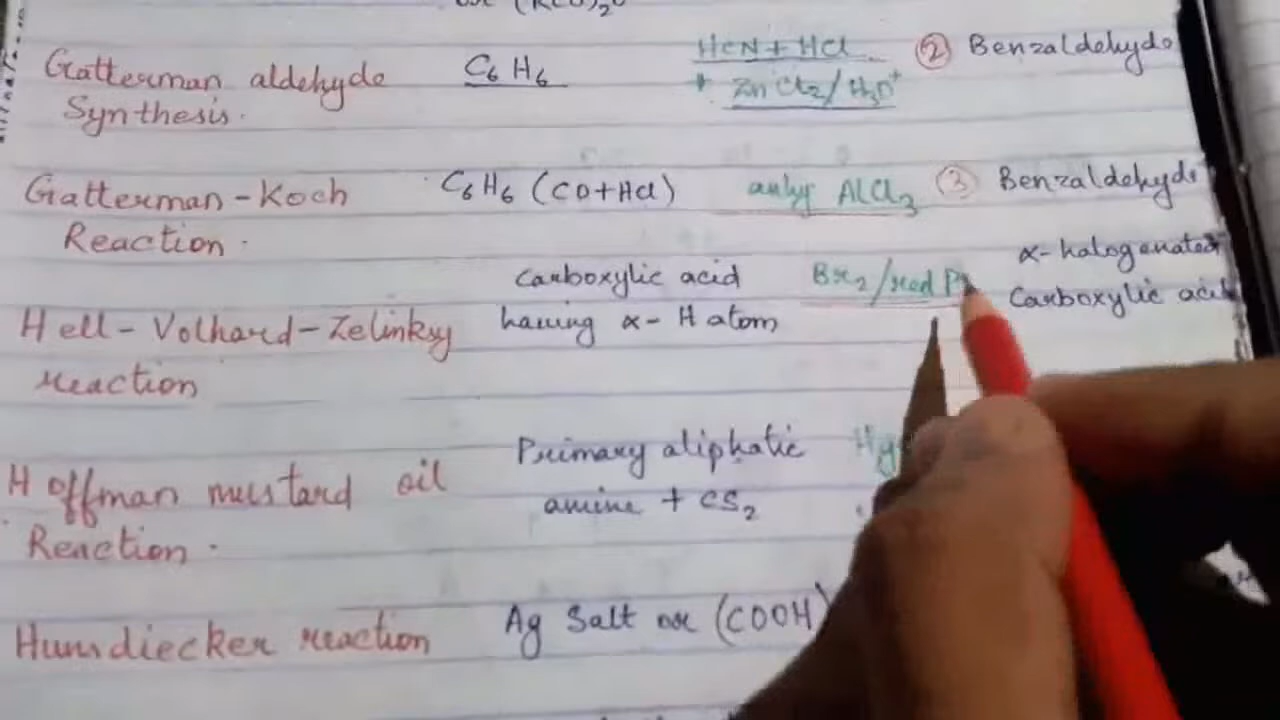 Gatterman aldehyde C6H6 HCN + HCl ② Benzaldehyde
Synthesis. + ZnCl2/H3O+
Gatterman-Koch C6H6 (CO+HCl) anhy AlCl3 ③ Benzaldehyde
Reaction.
α-halogenated
Carboxylic acid Br2/red P Carboxylic acid
Hell-Volhard-Zelinksy having α-H atom
reaction
Primary aliphatic Hg
Hoffman mustard oil amine + CS2
Reaction.
Hunsdiecker reaction Ag Salt or (COOH)